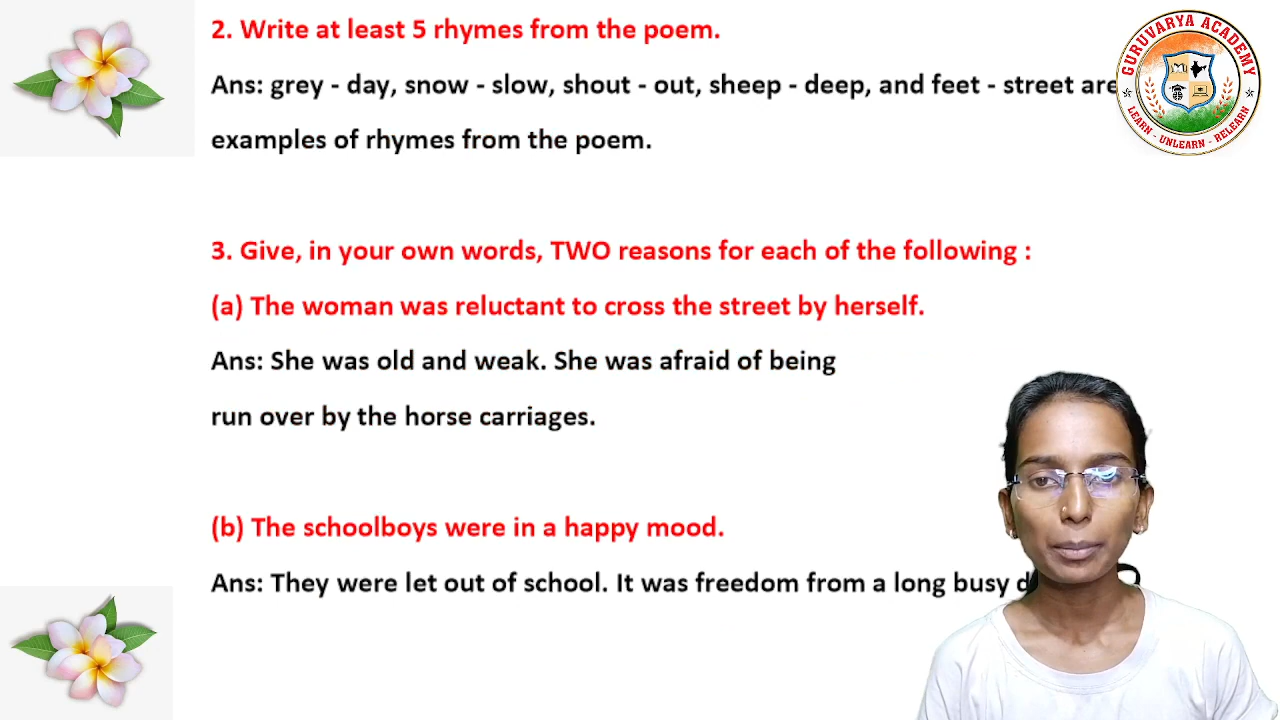 2. Write at least 5 rhymes from the poem.
Ans: grey - day, snow - slow, shout - out, sheep - deep, and feet - street are
examples of rhymes from the poem.
GURUVARYA ACADEMY
LEARN - UNLEARN - RELEARN
3. Give, in your own words, TWO reasons for each of the following :
(a) The woman was reluctant to cross the street by herself.
Ans: She was old and weak. She was afraid of being
run over by the horse carriages.
(b) The schoolboys were in a happy mood.
Ans: They were let out of school. It was freedom from a long busy